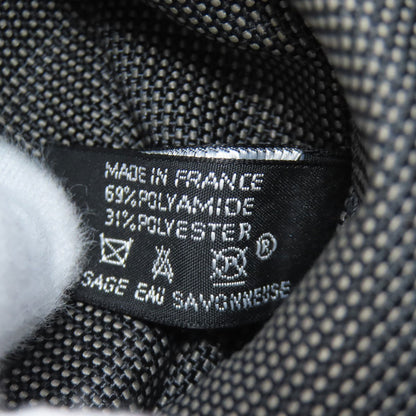 MADE IN FRANCE
69% POLYAMIDE
31% POLYESTER
®
SAGE EAU SAVONNEUSE